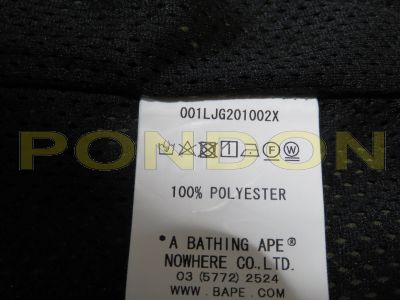 001LJG201002X
PONDON
100% POLYESTER
*A BATHING APE®
NOWHERE CO.,LTD.
03 (5772) 2524
WWW.BAPE.COM